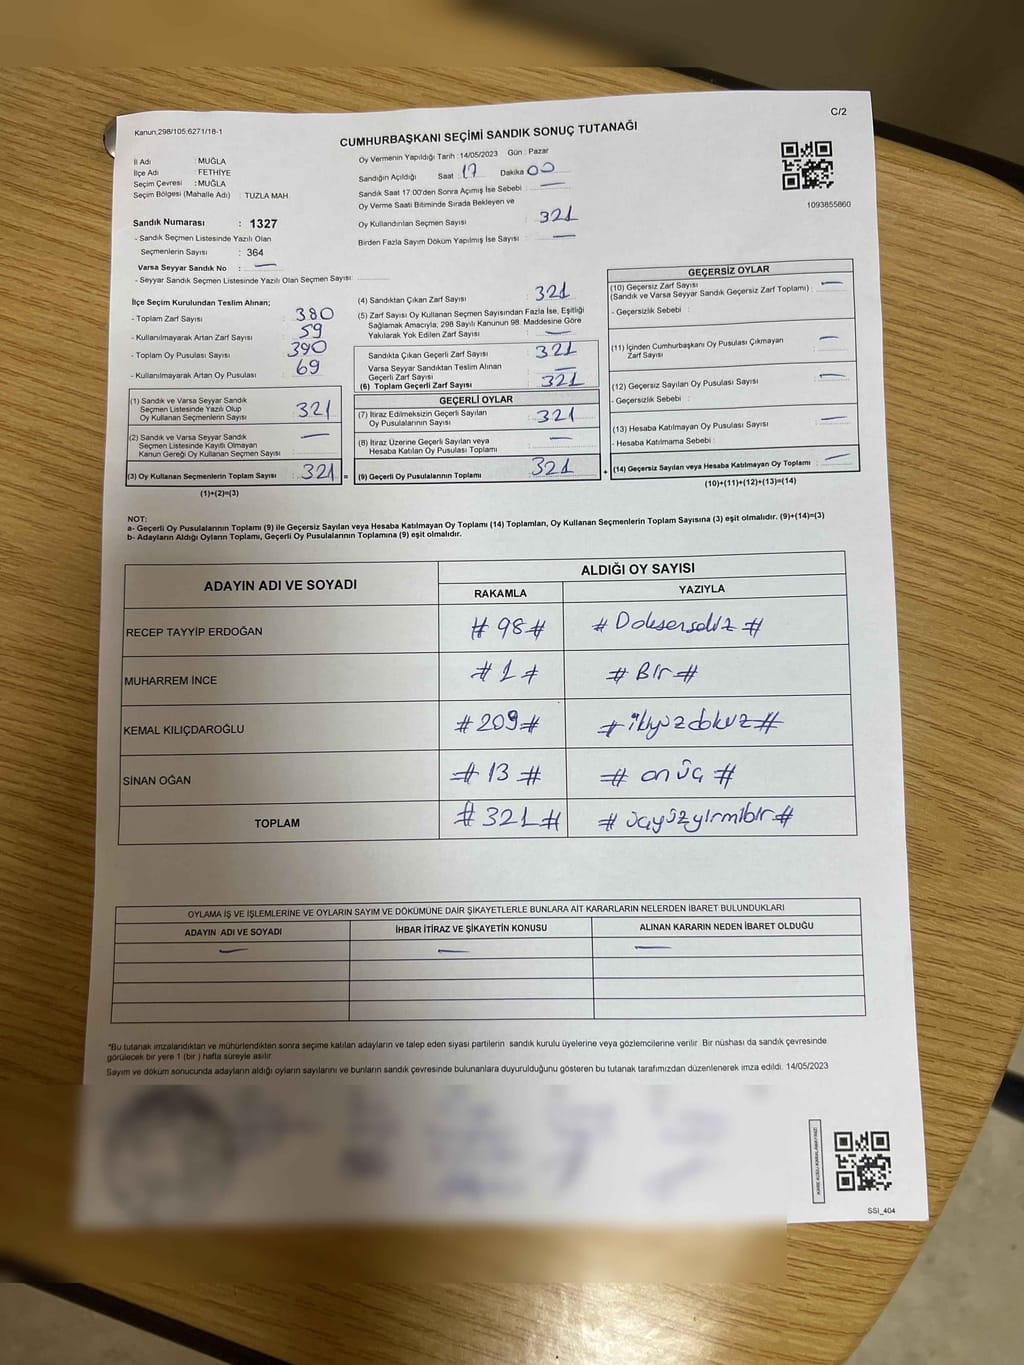 C/2
Kanun,298/105;6271/18-1
CUMHURBAŞKANI SEÇİMİ SANDIK SONUÇ TUTANAĞI
İl Adı : MUĞLA
İlçe Adı : FETHİYE
Seçim Çevresi : MUĞLA
Seçim Bölgesi (Mahalle Adı) : TUZLA MAH.
Sandık Numarası : 1327
- Sandık Seçmen Listesinde Yazılı Olan
Seçmenlerin Sayısı : 364
Varsa Seyyar Sandık No : —
- Seyyar Sandık Seçmen Listesinde Yazılı Olan Seçmen Sayısı:
Oy Vermenin Yapıldığı Tarih :14/05/2023 Gün : Pazar
Sandığın Açıldığı Saat : 17 Dakika : 00
Sandık Saat 17:00'den Sonra Açımış İse Sebebi : —
Oy Verme Saati Bitiminde Sırada Bekleyen ve
Oy Kullandırılan Seçmen Sayısı : 321
Birden Fazla Sayım Döküm Yapılmış İse Sayısı : —
1093855860
İlçe Seçim Kurulundan Teslim Alınan;
- Toplam Zarf Sayısı : 380
- Kullanılmayarak Artan Zarf Sayısı : 59
- Toplam Oy Pusulası Sayısı : 390
- Kullanılmayarak Artan Oy Pusulası : 69
(1) Sandık ve Varsa Seyyar Sandık
Seçmen Listesinde Yazılı Olup
Oy Kullanan Seçmenlerin Sayısı : 321
(2) Sandık ve Varsa Seyyar Sandık
Seçmen Listesinde Kayıtlı Olmayan
Kanun Gereği Oy Kullanan Seçmen Sayısı : —
(3) Oy Kullanan Seçmenlerin Toplam Sayısı : 321 =
(1)+(2)=(3)
(4) Sandıktan Çıkan Zarf Sayısı : 321
(5) Zarf Sayısı Oy Kullanan Seçmen Sayısından Fazla İse, Eşitliği
Sağlamak Amacıyla; 298 Sayılı Kanunun 98. Maddesine Göre
Yakılarak Yok Edilen Zarf Sayısı : —
Sandıkta Çıkan Geçerli Zarf Sayısı : 321
Varsa Seyyar Sandıktan Teslim Alınan
Geçerli Zarf Sayısı : —
(6) Toplam Geçerli Zarf Sayısı : 321
GEÇERLİ OYLAR
(7) İtiraz Edilmeksizin Geçerli Sayılan
Oy Pusulalarının Sayısı : 321
(8) İtiraz Üzerine Geçerli Sayılan veya
Hesaba Katılan Oy Pusulası Toplamı : —
(9) Geçerli Oy Pusulalarının Toplamı : 321 +
GEÇERSİZ OYLAR
(10) Geçersiz Zarf Sayısı
(Sandık ve Varsa Seyyar Sandık Geçersiz Zarf Toplamı) : —
- Geçersizlik Sebebi :
(11) İçinden Cumhurbaşkanı Oy Pusulası Çıkmayan
Zarf Sayısı : —
(12) Geçersiz Sayılan Oy Pusulası Sayısı : —
- Geçersizlik Sebebi :
(13) Hesaba Katılmayan Oy Pusulası Sayısı : —
- Hesaba Katılmama Sebebi :
(14) Geçersiz Sayılan veya Hesaba Katılmayan Oy Toplamı : —
(10)+(11)+(12)+(13)=(14)
NOT:
a- Geçerli Oy Pusulalarının Toplamı (9) ile Geçersiz Sayılan veya Hesaba Katılmayan Oy Toplamı (14) Toplamları, Oy Kullanan Seçmenlerin Toplam Sayısına (3) eşit olmalıdır. (9)+(14)=(3)
b- Adayların Aldığı Oyların Toplamı, Geçerli Oy Pusulalarının Toplamına (9) eşit olmalıdır.
ADAYIN ADI VE SOYADI ALDIĞI OY SAYISI
RAKAMLA YAZIYLA
RECEP TAYYİP ERDOĞAN # 98 # # Doksensekiz #
MUHARREM İNCE # 1 # # Bir #
KEMAL KILIÇDAROĞLU # 209 # # ikiyüzdokuz #
SİNAN OĞAN # 13 # # onüç #
TOPLAM # 321 # # üçyüzyirmibir #
OYLAMA İŞ VE İŞLEMLERİNE VE OYLARIN SAYIM VE DÖKÜMÜNE DAİR ŞİKAYETLERLE BUNLARA AİT KARARLARIN NELERDEN İBARET BULUNDUKLARI
ADAYIN ADI VE SOYADI İHBAR İTİRAZ VE ŞİKAYETİN KONUSU ALINAN KARARIN NEDEN İBARET OLDUĞU
— — —
*Bu tutanak imzalandıktan ve mühürlendikten sonra seçime katılan adayların ve talep eden siyasi partilerin sandık kurulu üyelerine veya gözlemcilerine verilir. Bir nüshası da sandık çevresinde
görülecek bir yere 1 (bir ) hafta süreyle asılır.
Sayım ve döküm sonucunda adayların aldığı oyların sayılarını ve bunların sandık çevresinde bulunanlara duyurulduğunu gösteren bu tutanak tarafımızdan düzenlenerek imza edildi. 14/05/2023
SSI_404